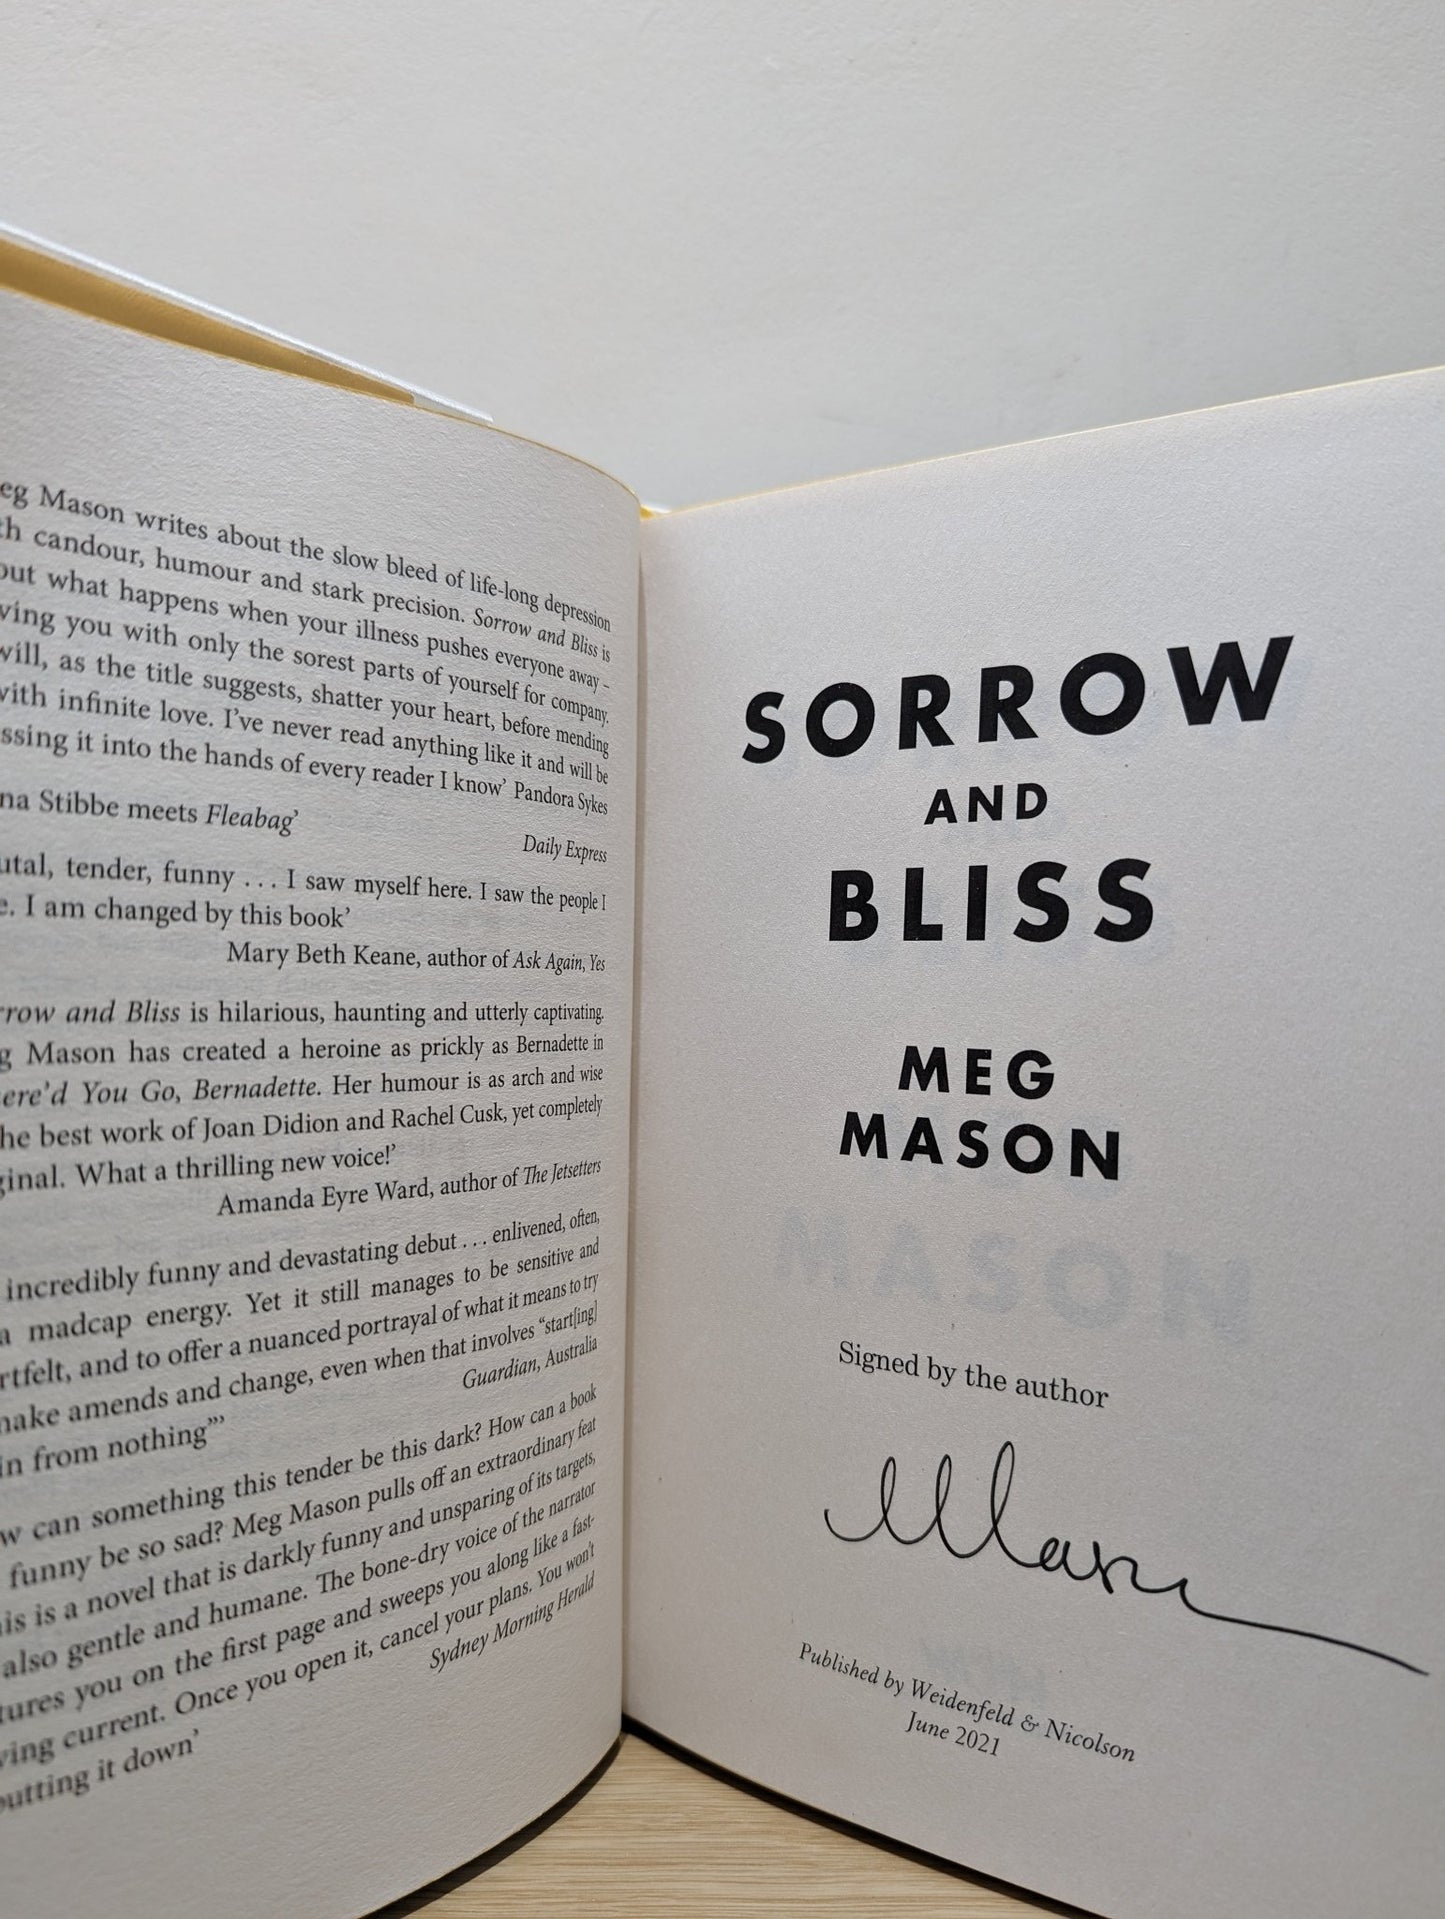 eg Mason writes about the slow bleed of life-long depression
th candour, humour and stark precision. Sorrow and Bliss is
out what happens when your illness pushes everyone away –
ving you with only the sorest parts of yourself for company.
will, as the title suggests, shatter your heart, before mending
with infinite love. I've never read anything like it and will be
ssing it into the hands of every reader I know' Pandora Sykes
na Stibbe meets Fleabag'
Daily Express
utal, tender, funny . . . I saw myself here. I saw the people I
e. I am changed by this book'
Mary Beth Keane, author of Ask Again, Yes
rrow and Bliss is hilarious, haunting and utterly captivating.
g Mason has created a heroine as prickly as Bernadette in
ere'd You Go, Bernadette. Her humour is as arch and wise
he best work of Joan Didion and Rachel Cusk, yet completely
ginal. What a thrilling new voice!'
Amanda Eyre Ward, author of The Jetsetters
incredibly funny and devastating debut . . . enlivened, often,
a madcap energy. Yet it still manages to be sensitive and
rtfelt, and to offer a nuanced portrayal of what it means to try
make amends and change, even when that involves "start[ing]
in from nothing"'
Guardian, Australia
w can something this tender be this dark? How can a book
funny be so sad? Meg Mason pulls off an extraordinary feat
his is a novel that is darkly funny and unsparing of its targets,
also gentle and humane. The bone-dry voice of the narrator
tures you on the first page and sweeps you along like a fast-
ving current. Once you open it, cancel your plans. You won't
putting it down'
Sydney Morning Herald
SORROW
AND
BLISS
MEG
MASON
Signed by the author
Published by Weidenfeld & Nicolson
June 2021